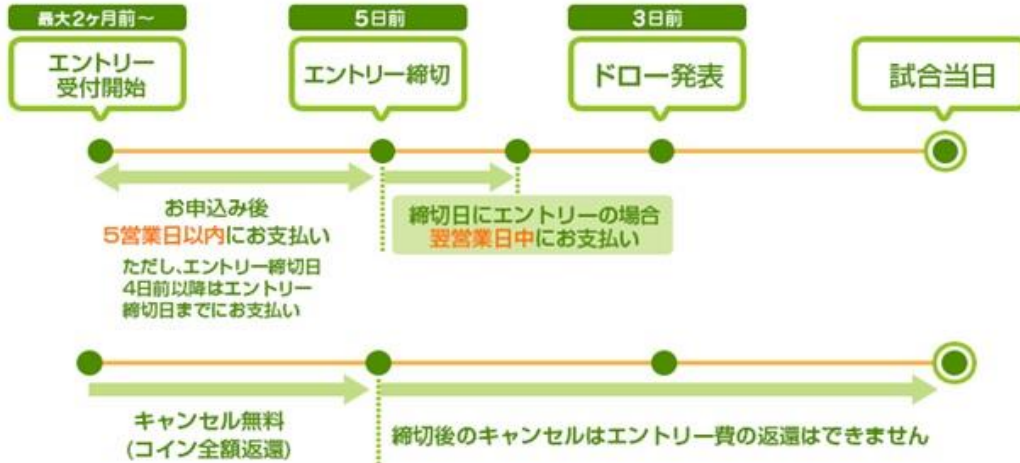 最大2ヶ月前～
エントリー
受付開始
5日前
エントリー締切
3日前
ドロー発表
試合当日
お申込み後
5営業日以内にお支払い
ただし、エントリー締切日
4日前以降はエントリー
締切日までにお支払い
締切日にエントリーの場合
翌営業日中にお支払い
キャンセル無料
(コイン全額返還)
締切後のキャンセルはエントリー費の返還はできません